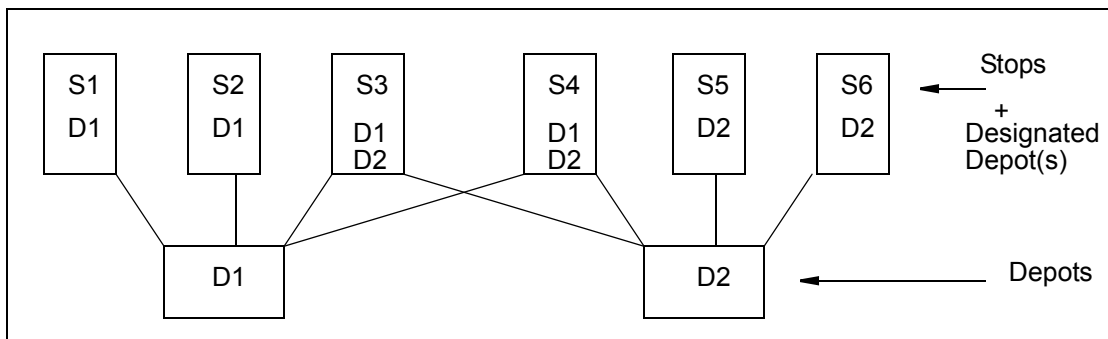 S1
D1
S2
D1
S3
D1
D2
S4
D1
D2
S5
D2
S6
D2
Stops
+
Designated
Depot(s)
D1
D2
Depots